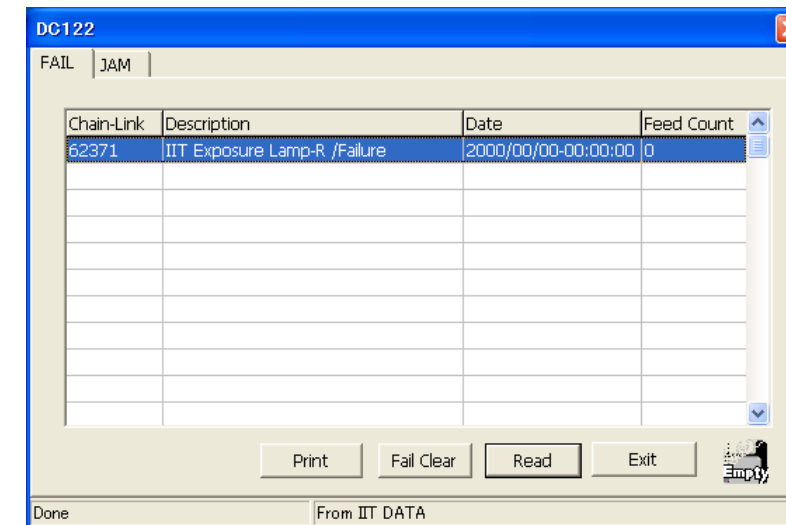 DC122
FAIL JAM
Chain-Link Description Date Feed Count
62371 IIT Exposure Lamp-R /Failure 2000/00/00-00:00:00 0
Print Fail Clear Read Exit Empty
Done From IIT DATA